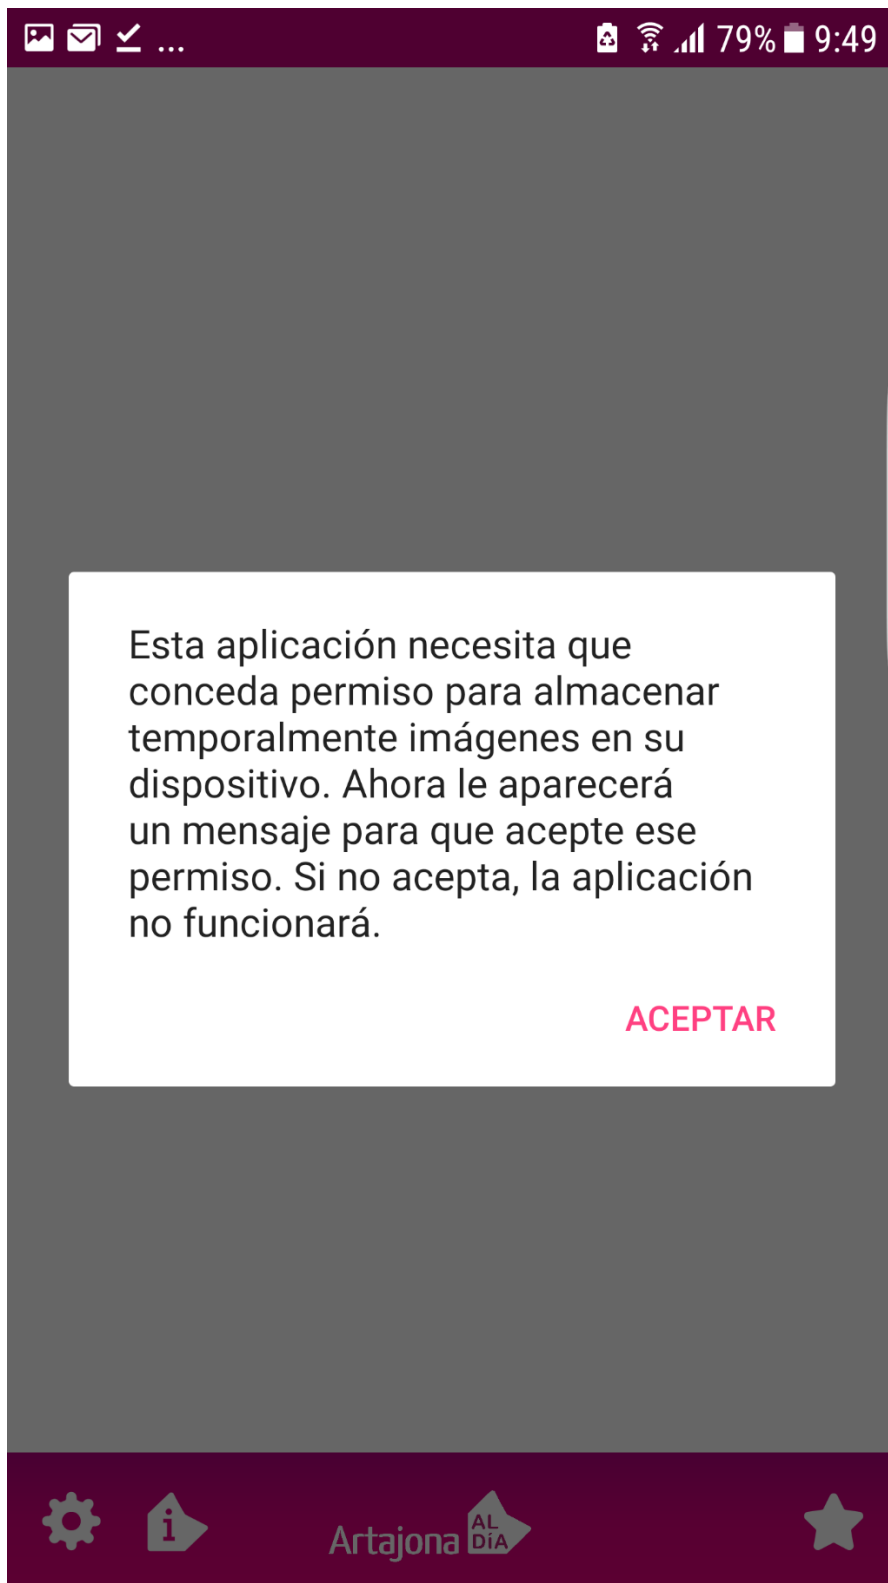 ... 79% 9:49
Esta aplicación necesita que
conceda permiso para almacenar
temporalmente imágenes en su
dispositivo. Ahora le aparecerá
un mensaje para que acepte ese
permiso. Si no acepta, la aplicación
no funcionará.
ACEPTAR
i
Artajona AL
DíA